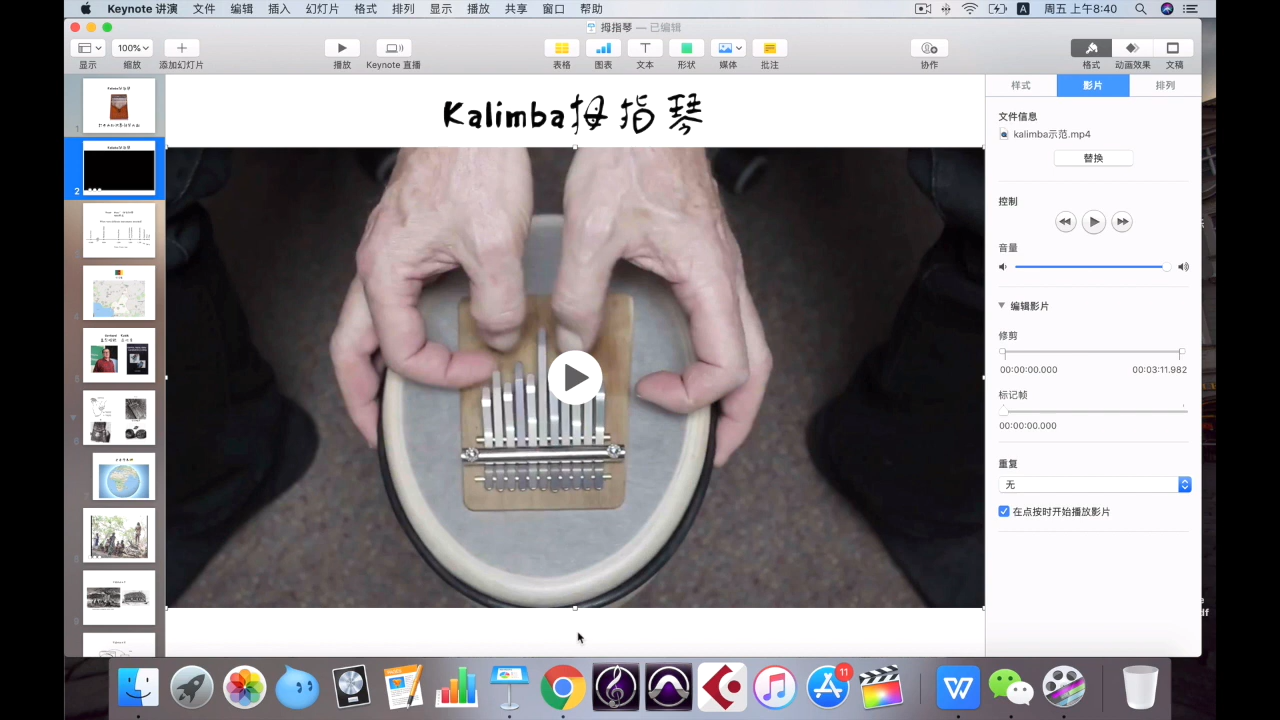 Keynote 讲演 文件 编辑 插入 幻灯片 格式 排列 显示 播放 共享 窗口 帮助 周五 上午8:40
拇指琴 — 已编辑
100%
显示 缩放 添加幻灯片 播放 Keynote 直播 表格 图表 文本 形状 媒体 批注 协作 格式 动画效果 文稿
样式 影片 排列
Kalimba拇指琴
文件信息
kalimba示范.mp4
替换
控制
音量
编辑影片
修剪
00:00:00.000 00:03:11.982
标记帧
00:00:00.000
重复
无
在点按时开始播放影片
1
2
11